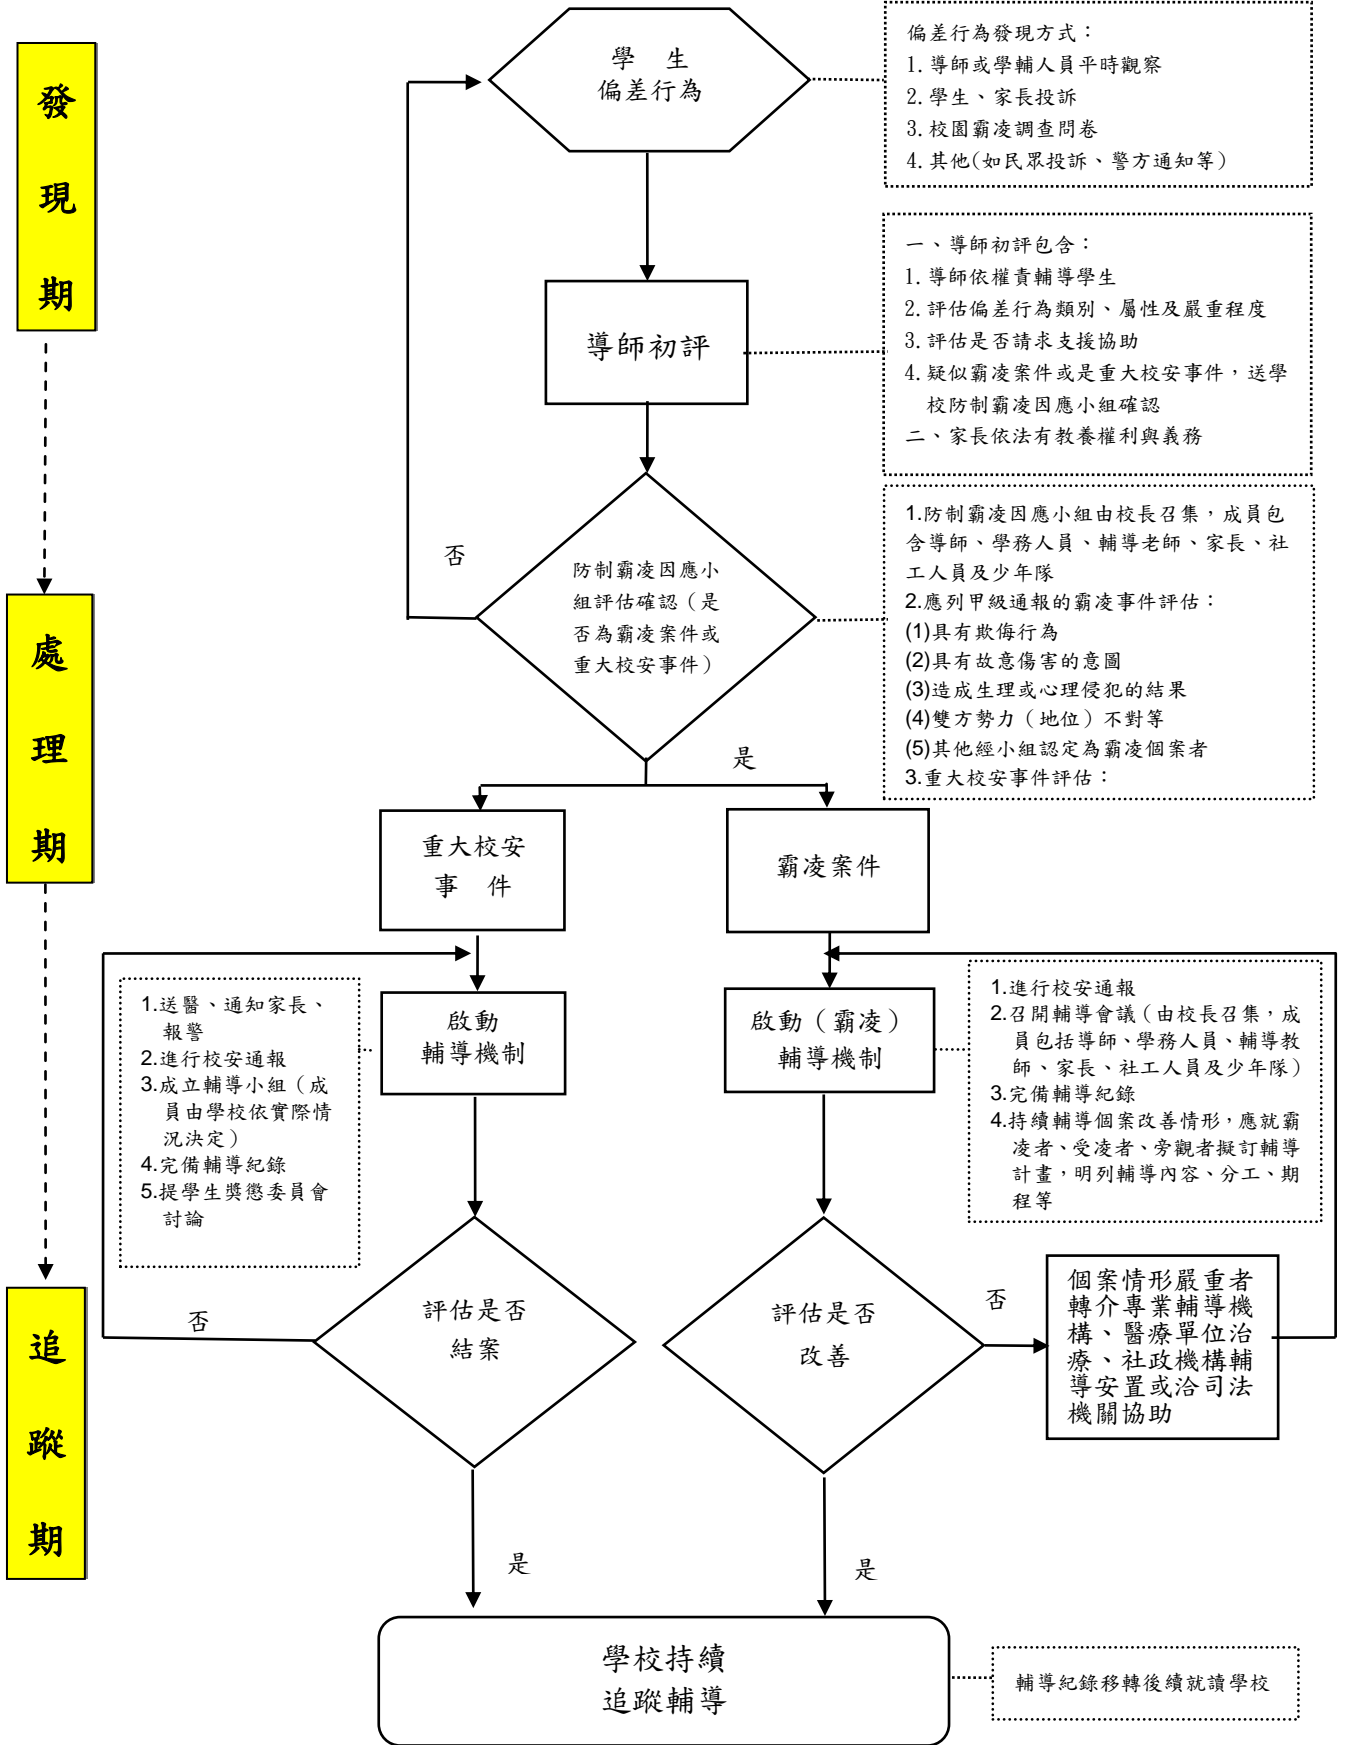 發
現
期
處
理
期
追
蹤
期
學 生
偏差行為
偏差行為發現方式：
1.導師或學輔人員平時觀察
2.學生、家長投訴
3.校園霸凌調查問卷
4.其他(如民眾投訴、警方通知等)
導師初評
一、導師初評包含：
1.導師依權責輔導學生
2.評估偏差行為類別、屬性及嚴重程度
3.評估是否請求支援協助
4.疑似霸凌案件或是重大校安事件，送學
校防制霸凌因應小組確認
二、家長依法有教養權利與義務
否
防制霸凌因應小
組評估確認（是
否為霸凌案件或
重大校安事件）
是
1.防制霸凌因應小組由校長召集，成員包
含導師、學務人員、輔導老師、家長、社
工人員及少年隊
2.應列甲級通報的霸凌事件評估：
(1)具有欺侮行為
(2)具有故意傷害的意圖
(3)造成生理或心理侵犯的結果
(4)雙方勢力（地位）不對等
(5)其他經小組認定為霸凌個案者
3.重大校安事件評估：
重大校安
事 件
霸凌案件
1.送醫、通知家長、
報警
2.進行校安通報
3.成立輔導小組（成
員由學校依實際情
況決定）
4.完備輔導紀錄
5.提學生獎懲委員會
討論
啟動
輔導機制
啟動（霸凌）
輔導機制
1.進行校安通報
2.召開輔導會議（由校長召集，成
員包括導師、學務人員、輔導教
師、家長、社工人員及少年隊）
3.完備輔導紀錄
4.持續輔導個案改善情形，應就霸
凌者、受凌者、旁觀者擬訂輔導
計畫，明列輔導內容、分工、期
程等
否
評估是否
結案
評估是否
改善
否
個案情形嚴重者
轉介專業輔導機
構、醫療單位治
療、社政機構輔
導安置或洽司法
機關協助
是
是
學校持續
追蹤輔導
輔導紀錄移轉後續就讀學校